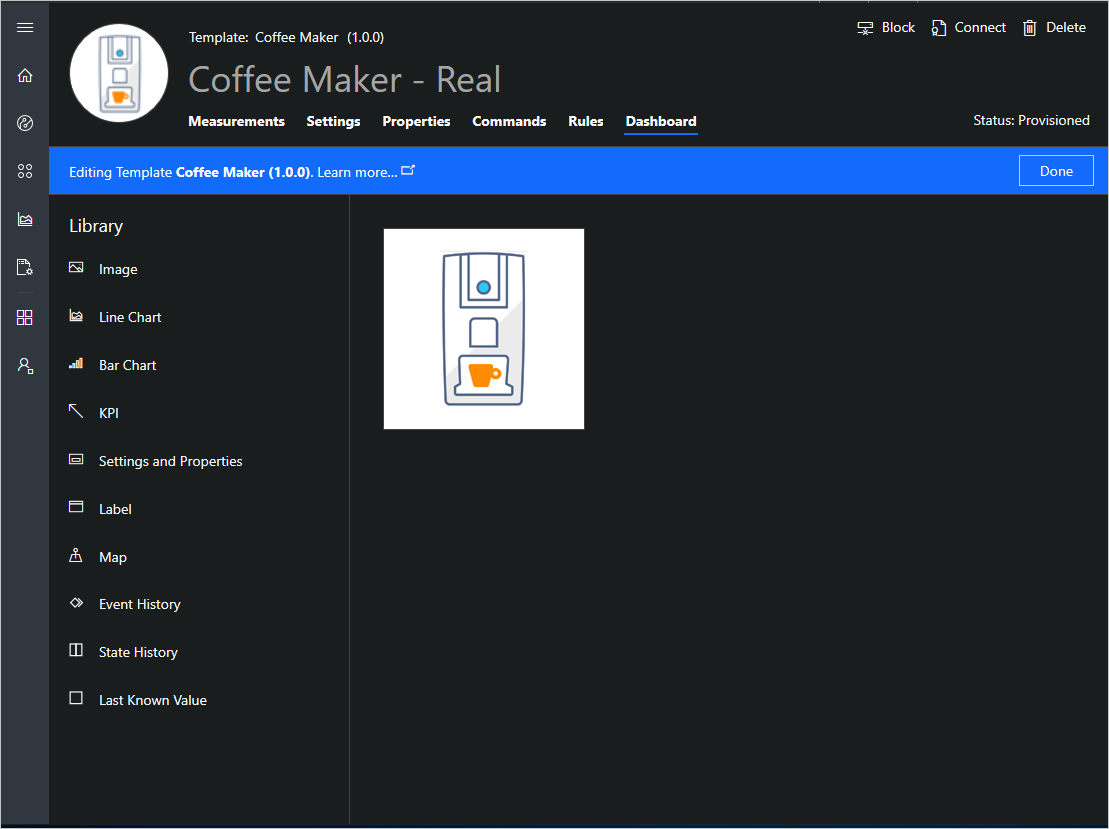 Template: Coffee Maker (1.0.0)
Block
Connect
Delete
Coffee Maker - Real
Measurements
Settings
Properties
Commands
Rules
Dashboard
Status: Provisioned
Editing Template Coffee Maker (1.0.0). Learn more...
Done
Library
Image
Line Chart
Bar Chart
KPI
Settings and Properties
Label
Map
Event History
State History
Last Known Value